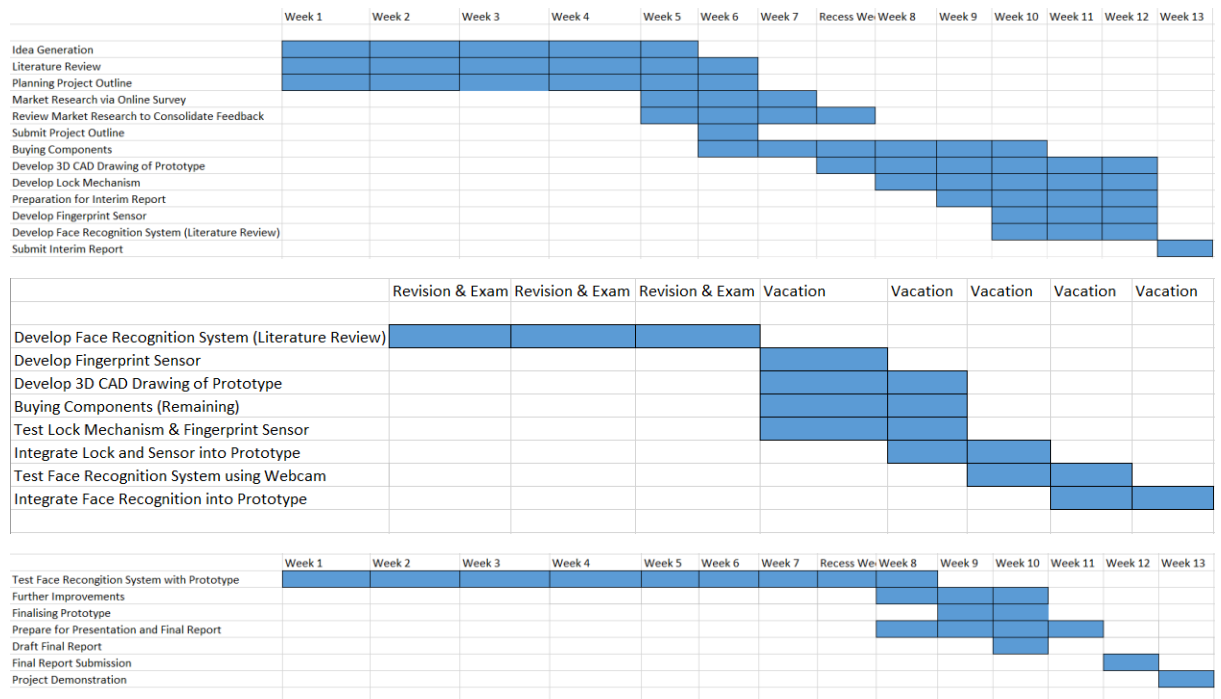 Week 1 Week 2 Week 3 Week 4 Week 5 Week 6 Week 7 Recess We Week 8 Week 9 Week 10 Week 11 Week 12 Week 13
Idea Generation
Literature Review
Planning Project Outline
Market Research via Online Survey
Review Market Research to Consolidate Feedback
Submit Project Outline
Buying Components
Develop 3D CAD Drawing of Prototype
Develop Lock Mechanism
Preparation for Interim Report
Develop Fingerprint Sensor
Develop Face Recognition System (Literature Review)
Submit Interim Report
Revision & Exam Revision & Exam Revision & Exam Vacation Vacation Vacation Vacation Vacation
Develop Face Recognition System (Literature Review)
Develop Fingerprint Sensor
Develop 3D CAD Drawing of Prototype
Buying Components (Remaining)
Test Lock Mechanism & Fingerprint Sensor
Integrate Lock and Sensor into Prototype
Test Face Recognition System using Webcam
Integrate Face Recognition into Prototype
Week 1 Week 2 Week 3 Week 4 Week 5 Week 6 Week 7 Recess We Week 8 Week 9 Week 10 Week 11 Week 12 Week 13
Test Face Recongition System with Prototype
Further Improvements
Finalising Prototype
Prepare for Presentation and Final Report
Draft Final Report
Final Report Submission
Project Demonstration